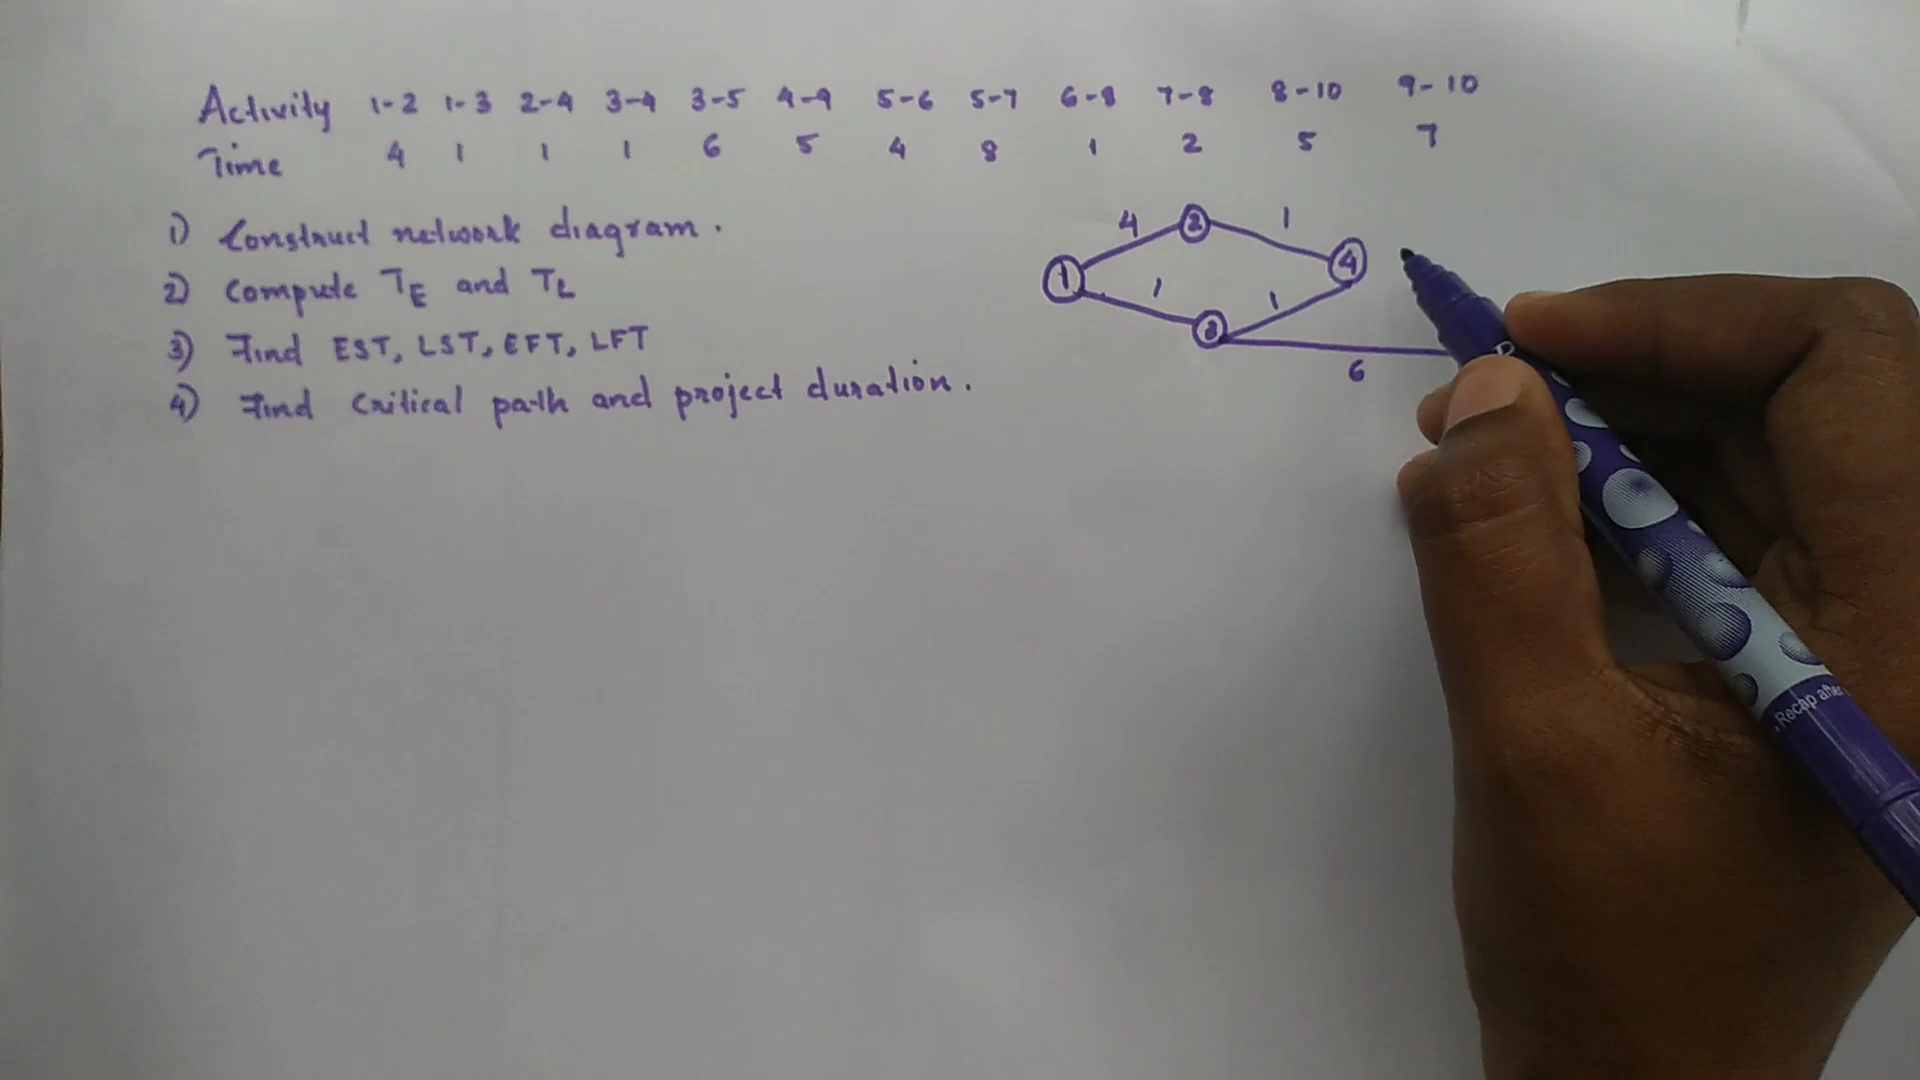 Activity 1-2 1-3 2-4 3-4 3-5 4-9 5-6 5-7 6-8 7-8 8-10 9-10
Time 4 1 1 1 6 5 4 8 1 2 5 7
1) Construct network diagram.
2) Compute TE and TL
3) Find EST, LST, EFT, LFT
4) Find Critical path and project duration.
4 2 1
1 4
1 1
3
6
Recap after